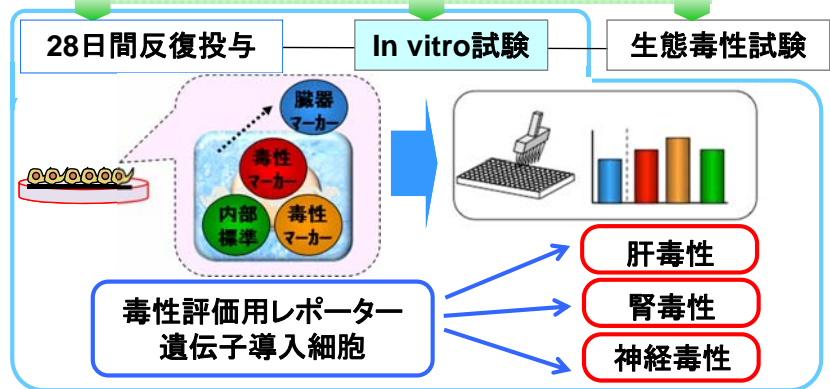 28日間反復投与
In vitro試験
生態毒性試験
臓器
マーカー
毒性
マーカー
内部
標準
毒性
マーカー
毒性評価用レポーター
遺伝子導入細胞
肝毒性
腎毒性
神経毒性